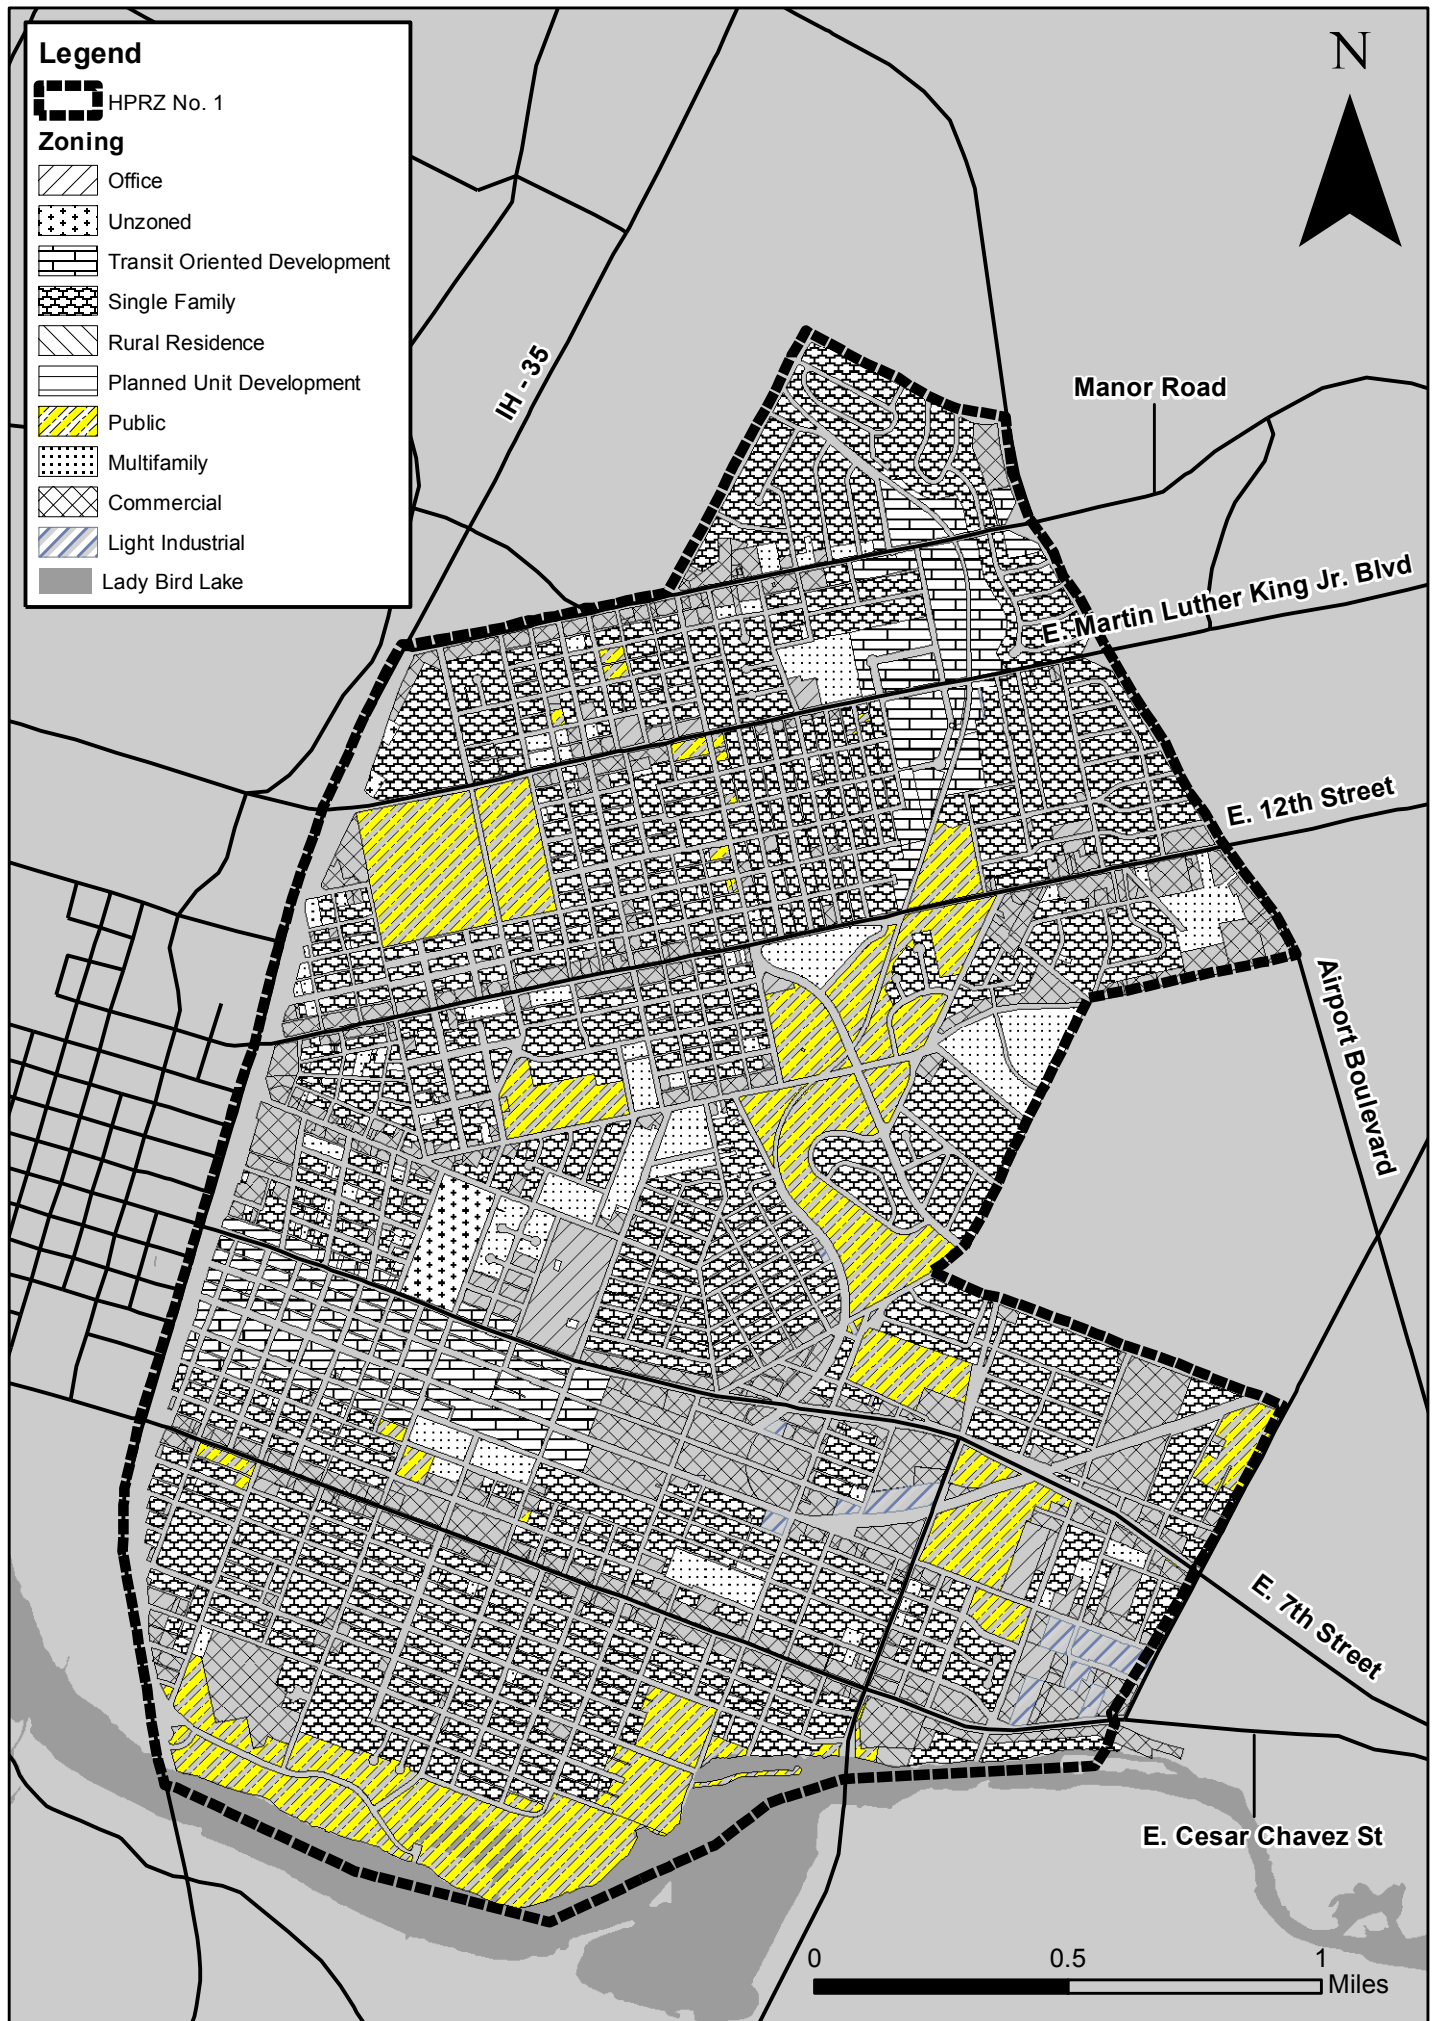 Legend
HPRZ No. 1
Zoning
Office
Unzoned
Transit Oriented Development
Single Family
Rural Residence
Planned Unit Development
Public
Multifamily
Commercial
Light Industrial
Lady Bird Lake
N
IH - 35
Manor Road
E. Martin Luther King Jr. Blvd
E. 12th Street
Airport Boulevard
E. 7th Street
E. Cesar Chavez St
0 0.5 1
Miles